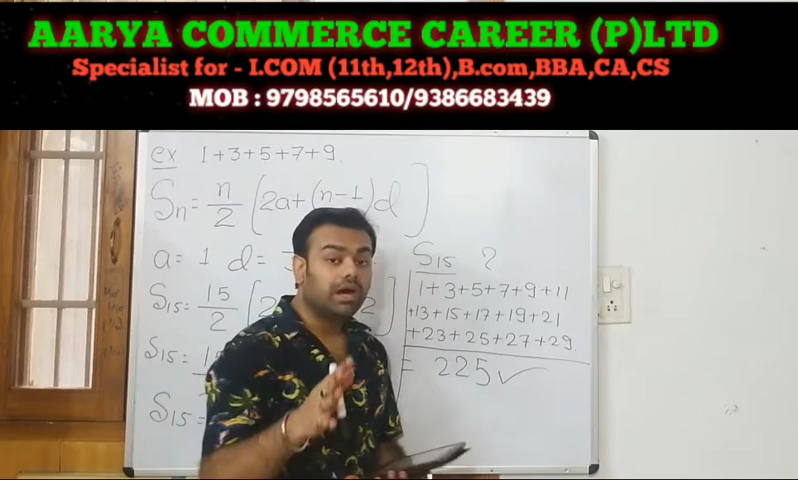 AARYA COMMERCE CAREER (P)LTD
Specialist for - I.COM (11th,12th),B.com,BBA,CA,CS
MOB : 9798565610/9386683439
ex 1+3+5+7+9
Sn = n/2 [2a+(n-1)d]
a = 1 d = 3
S15 ?
S15 = 15/2 [2
2]
1+3+5+7+9+11
+13+15+17+19+21
+23+25+27+29
S15 =
= 225✓
S15 =